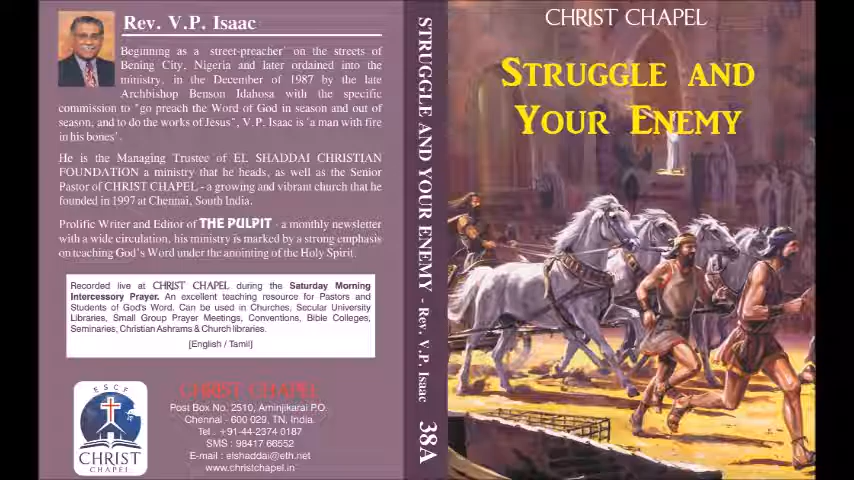 Rev. V.P. Isaac
Beginning as a 'street-preacher' on the streets of
Bening City, Nigeria and later ordained into the
ministry, in the December of 1987 by the late
Archbishop Benson Idahosa with the specific
commission to "go preach the Word of God in season and out of
season, and to do the works of Jesus", V.P. Isaac is 'a man with fire
in his bones'.
He is the Managing Trustee of EL SHADDAI CHRISTIAN
FOUNDATION a ministry that he heads, as well as the Senior
Pastor of CHRIST CHAPEL - a growing and vibrant church that he
founded in 1997 at Chennai, South India.
Prolific Writer and Editor of THE PULPIT - a monthly newsletter
with a wide circulation, his ministry is marked by a strong emphasis
on teaching God's Word under the anointing of the Holy Spirit.
Recorded live at CHRIST CHAPEL during the Saturday Morning
Intercessory Prayer. An excellent teaching resource for Pastors and
Students of God's Word. Can be used in Churches, Secular University
Libraries, Small Group Prayer Meetings, Conventions, Bible Colleges,
Seminaries, Christian Ashrams & Church libraries.
[English / Tamil]
ESCF
CHRIST
CHAPEL
CHRIST CHAPEL
Post Box No. 2510, Aminjikarai P.O.
Chennai - 600 029, TN, India.
Tel : +91-44-2374 0187
SMS : 98417 66552
E-mail : elshaddai@eth.net
www.christchapel.in
STRUGGLE AND YOUR ENEMY - Rev. V.P. Isaac 38A
CHRIST CHAPEL
STRUGGLE AND
YOUR ENEMY